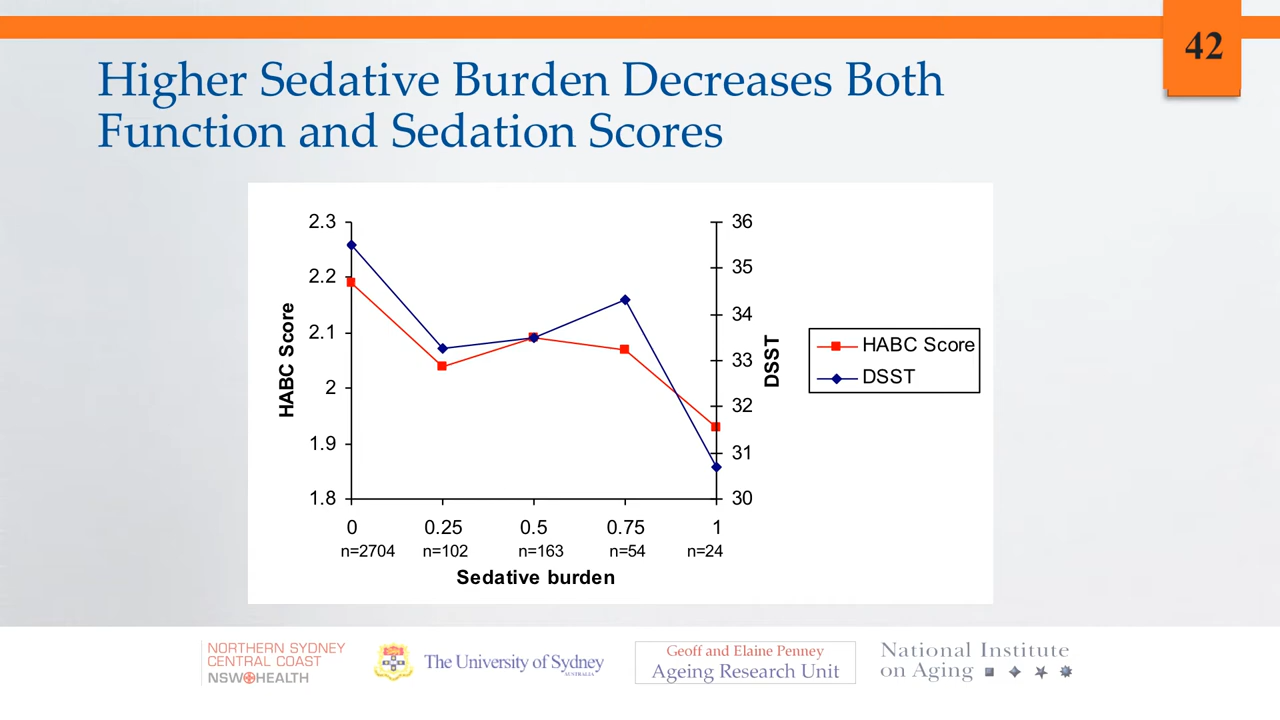 42
Higher Sedative Burden Decreases Both
Function and Sedation Scores
2.3
2.2
2.1
2
1.9
1.8
HABC Score
36
35
34
33
32
31
30
DSST
HABC Score
DSST
0 0.25 0.5 0.75 1
n=2704 n=102 n=163 n=54 n=24
Sedative burden
NORTHERN SYDNEY
CENTRAL COAST
NSW HEALTH
The University of Sydney
AUSTRALIA
Geoff and Elaine Penney
Ageing Research Unit
National Institute
on Aging